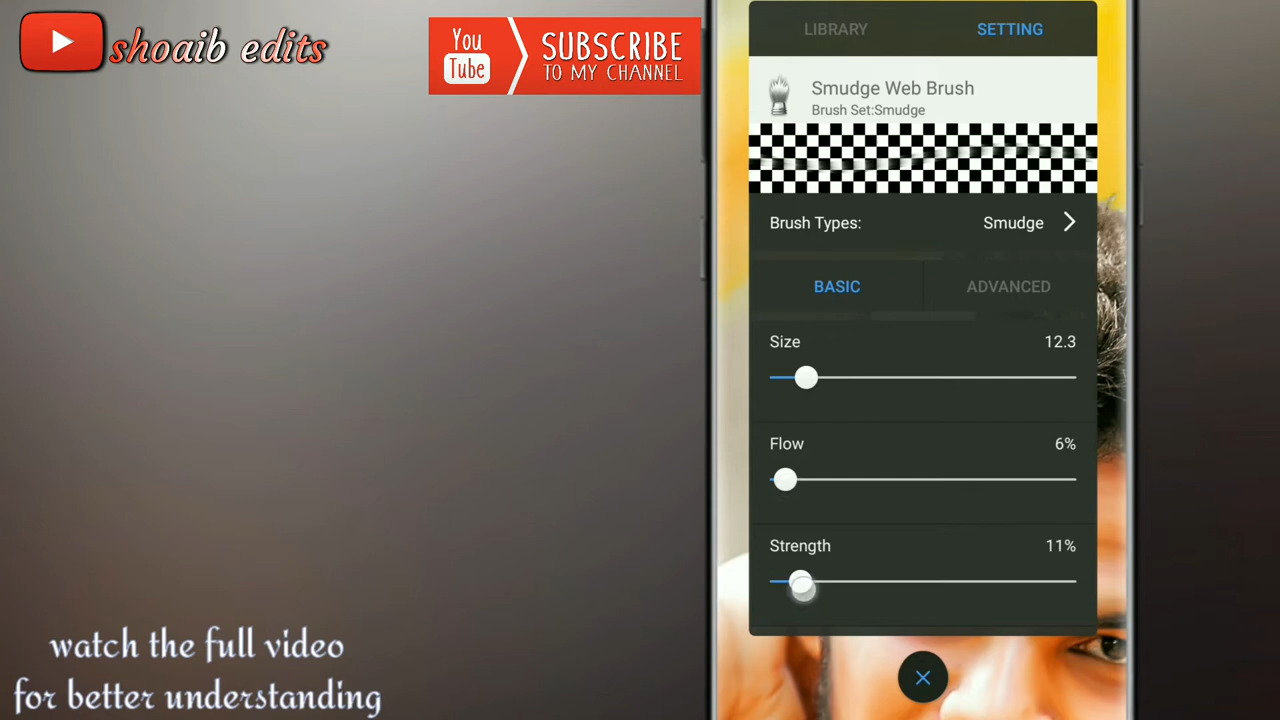 shoaib edits
You
Tube
SUBSCRIBE
TO MY CHANNEL
LIBRARY
SETTING
Smudge Web Brush
Brush Set:Smudge
Brush Types:
Smudge
BASIC
ADVANCED
Size
12.3
Flow
6%
Strength
11%
watch the full video
for better understanding